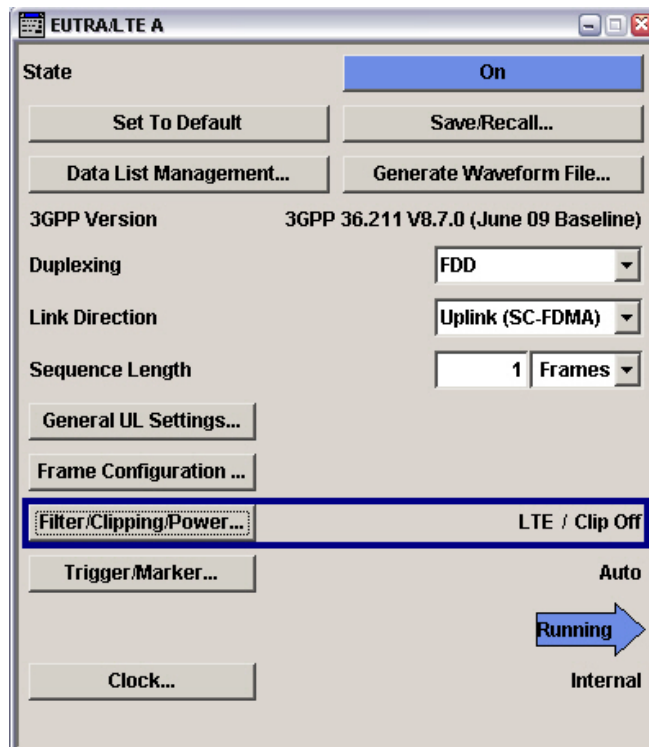 EUTRA/LTE A
State On
Set To Default Save/Recall...
Data List Management... Generate Waveform File...
3GPP Version 3GPP 36.211 V8.7.0 (June 09 Baseline)
Duplexing FDD
Link Direction Uplink (SC-FDMA)
Sequence Length 1 Frames
General UL Settings...
Frame Configuration ...
Filter/Clipping/Power... LTE / Clip Off
Trigger/Marker... Auto
Running
Clock... Internal